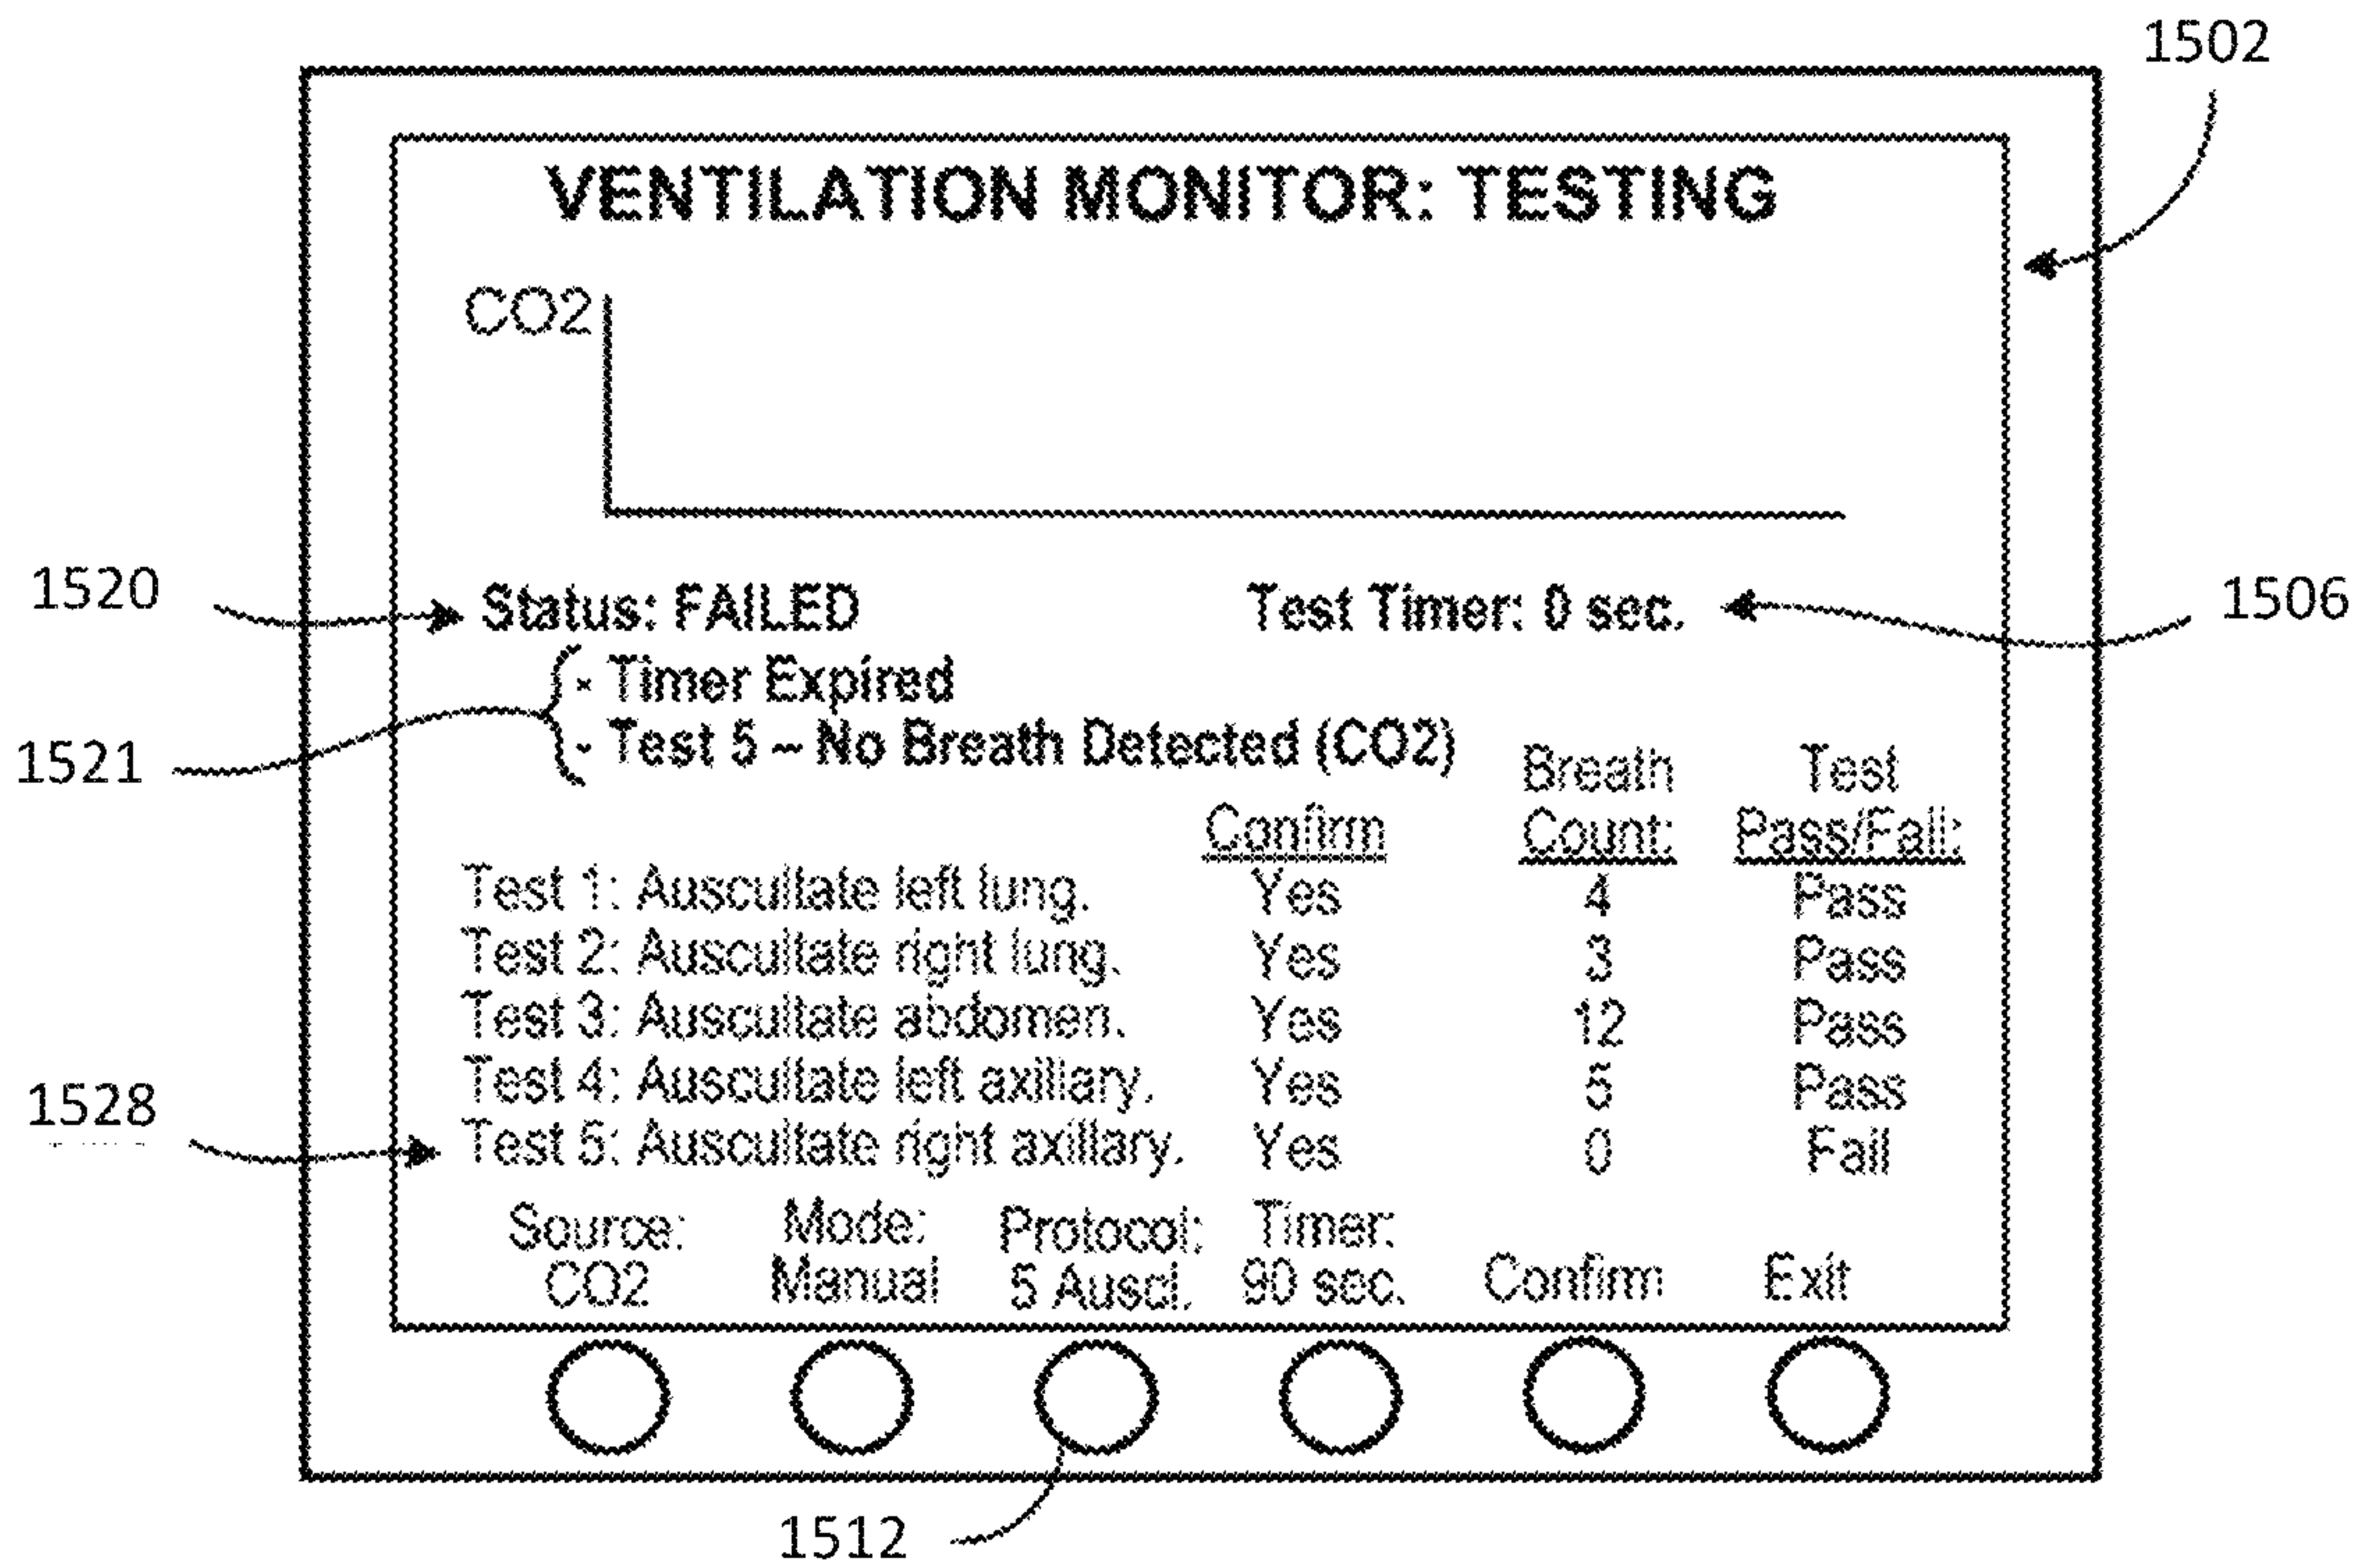 1502
VENTILATION MONITOR: TESTING
CO2
1520
Status: FAILED
Test Timer: 0 sec.
1506
- Timer Expired
- Test 5 – No Breath Detected (CO2)
1521
Confirm
Breath
Count:
Test
Pass/Fail:
Test 1: Auscultate left lung. Yes 4 Pass
Test 2: Auscultate right lung. Yes 3 Pass
Test 3: Auscultate abdomen. Yes 12 Pass
Test 4: Auscultate left axillary. Yes 5 Pass
1528
Test 5: Auscultate right axillary. Yes 0 Fail
Source:
CO2
Mode:
Manual
Protocol:
5 Auscl.
Timer:
90 sec.
Confirm
Exit
1512